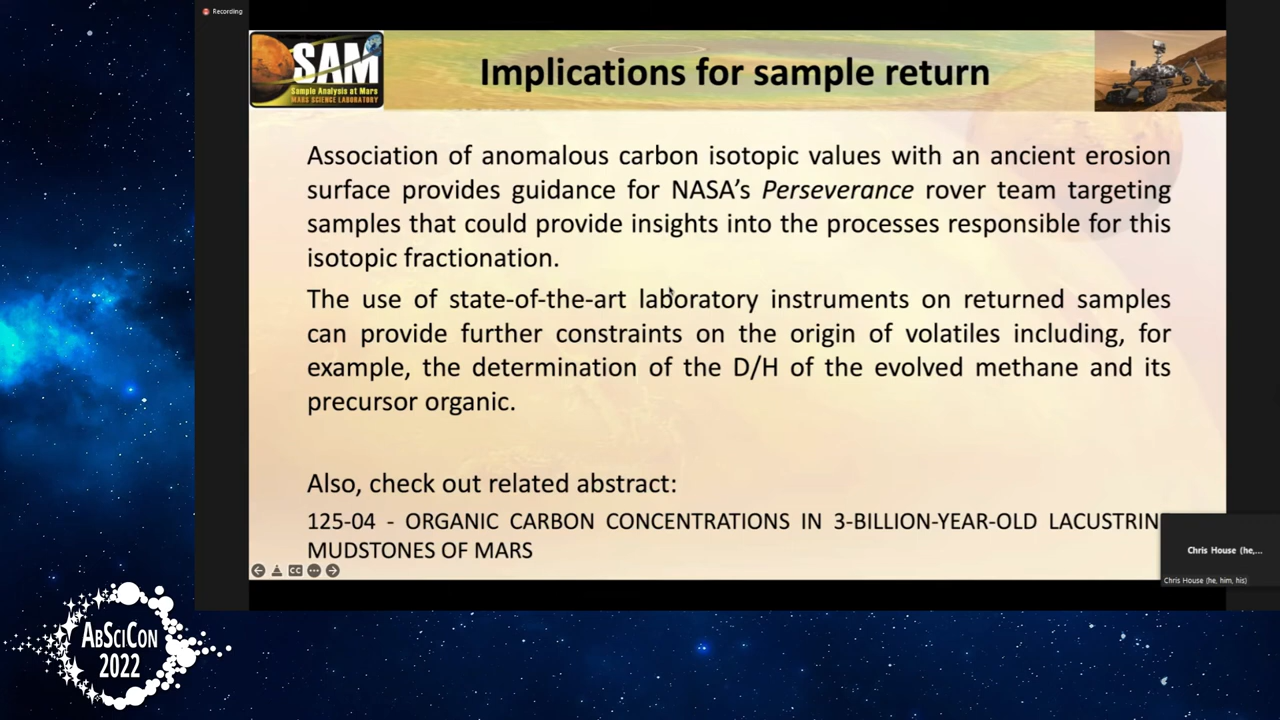 Recording
SAM
Sample Analysis at Mars
MARS SCIENCE LABORATORY
Implications for sample return
Association of anomalous carbon isotopic values with an ancient erosion
surface provides guidance for NASA’s Perseverance rover team targeting
samples that could provide insights into the processes responsible for this
isotopic fractionation.
The use of state-of-the-art laboratory instruments on returned samples
can provide further constraints on the origin of volatiles including, for
example, the determination of the D/H of the evolved methane and its
precursor organic.
Also, check out related abstract:
125-04 - ORGANIC CARBON CONCENTRATIONS IN 3-BILLION-YEAR-OLD LACUSTRIN
MUDSTONES OF MARS
CC
Chris House (he,...
Chris House (he, him, his)
ABSCICON
2022